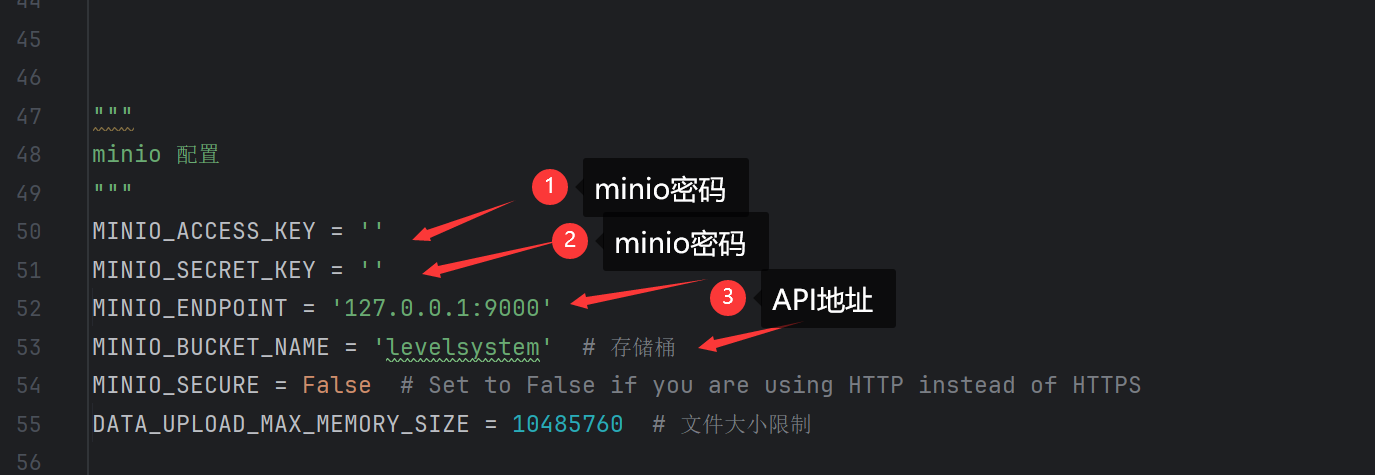 44
45
46
47 """
48 minio 配置
49 """
1 minio密码
50 MINIO_ACCESS_KEY = ''
2 minio密码
51 MINIO_SECRET_KEY = ''
3 API地址
52 MINIO_ENDPOINT = '127.0.0.1:9000'
53 MINIO_BUCKET_NAME = 'levelsystem' # 存储桶
54 MINIO_SECURE = False # Set to False if you are using HTTP instead of HTTPS
55 DATA_UPLOAD_MAX_MEMORY_SIZE = 10485760 # 文件大小限制
56